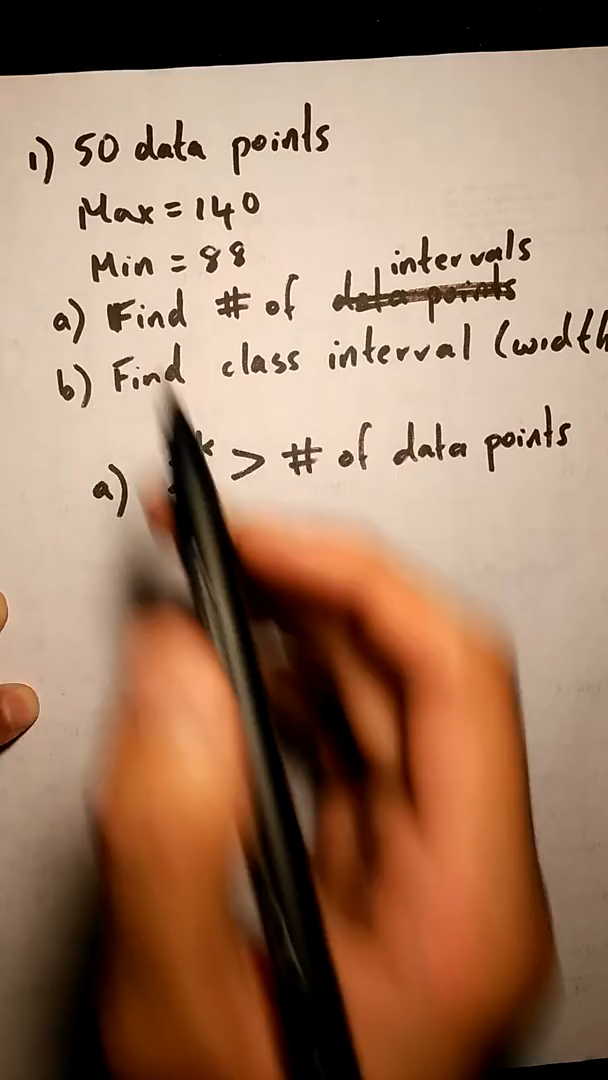 1) 50 data points
Max = 140
Min = 88
intervals
a) Find # of data points
b) Find class interval (width
a) > # of data points